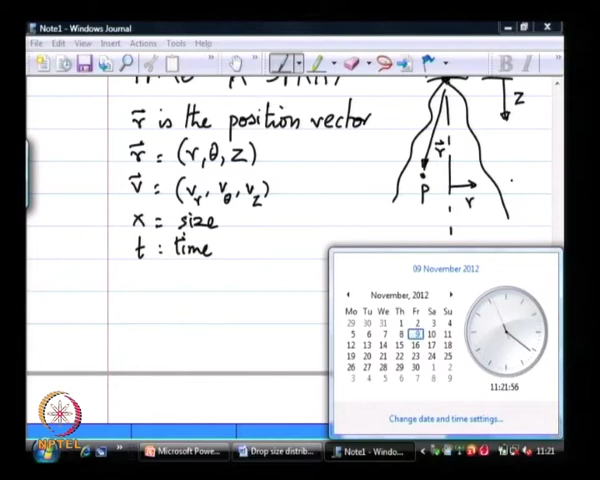 Note1 - Windows Journal
File Edit View Insert Actions Tools Help
B I
r is the position vector
r = (r, θ, z)
v = (vr, vθ, vz)
x = size
t : time
z
r
P
r
09 November 2012
November, 2012
Mo Tu We Th Fr Sa Su
29 30 31 1 2 3 4
5 6 7 8 9 10 11
12 13 14 15 16 17 18
19 20 21 22 23 24 25
26 27 28 29 30 1 2
3 4 5 6 7 8 9
11:21:56
Change date and time settings...
NPTEL
Microsoft Powe...
Drop size distrib...
Note1 - Windo...
11:21